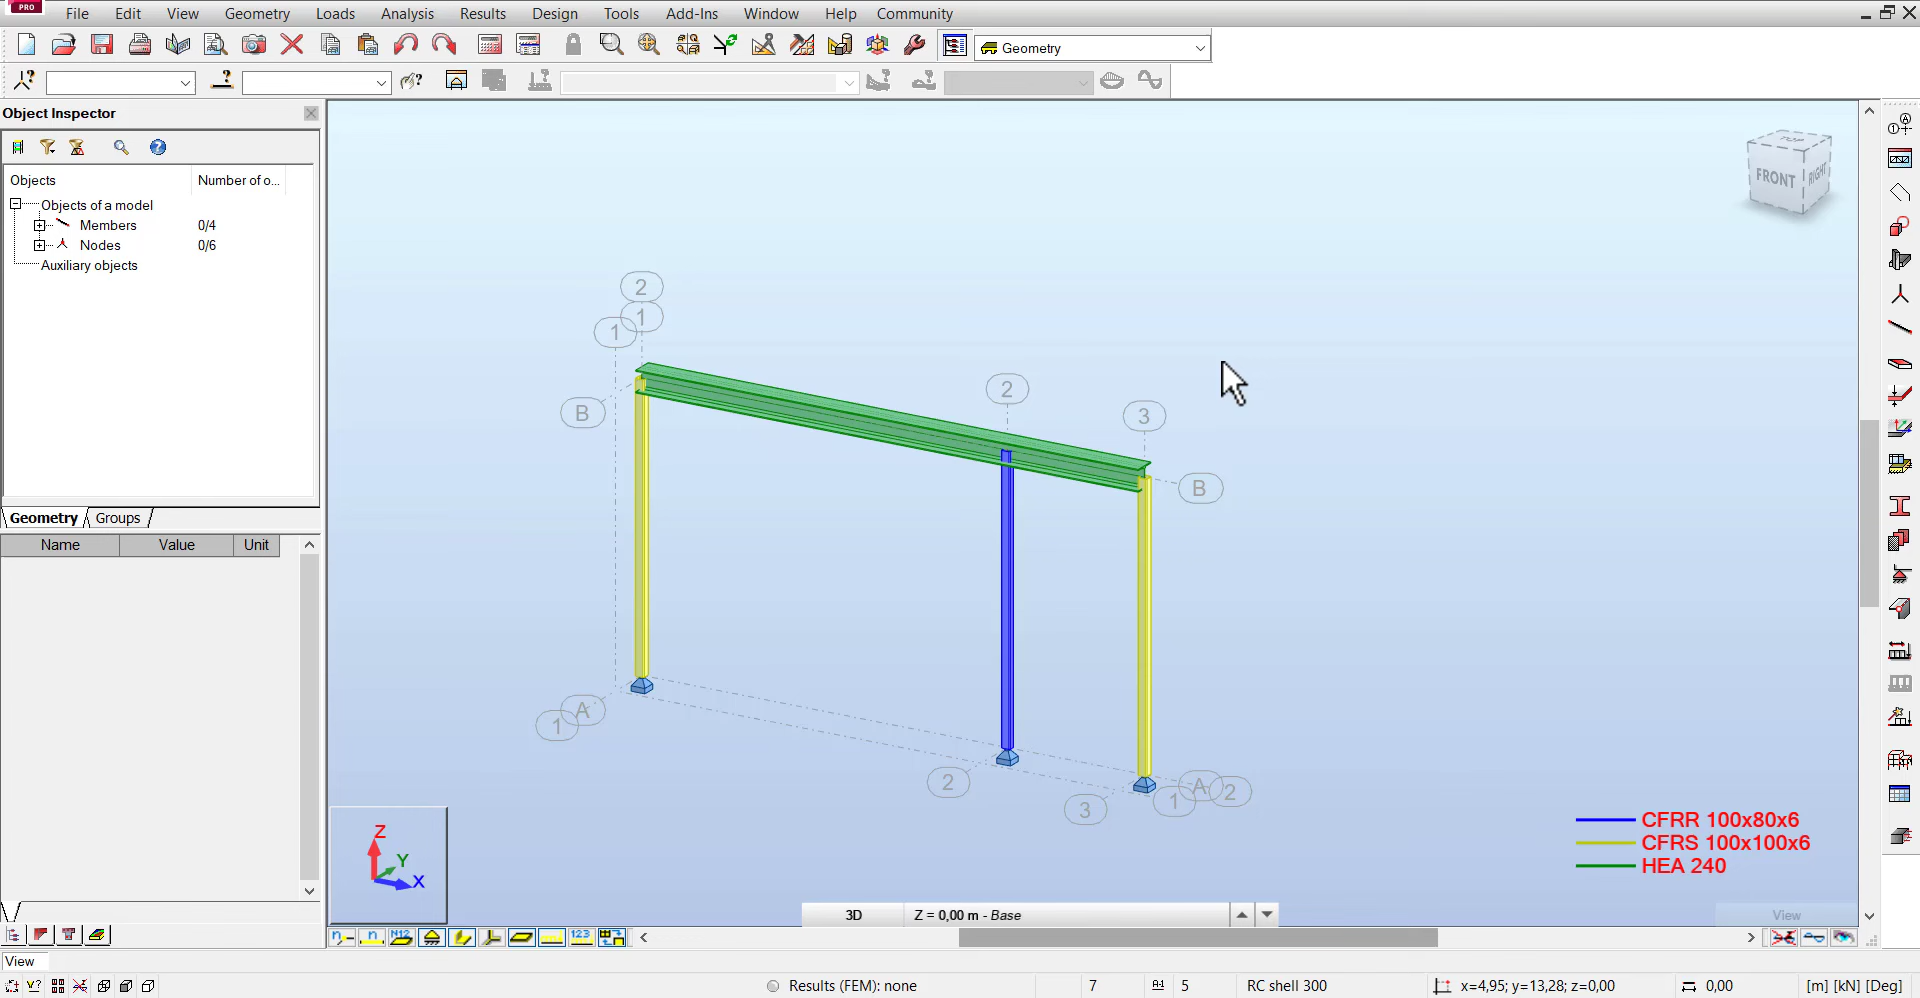 PRO File Edit View Geometry Loads Analysis Results Design Tools Add-Ins Window Help Community
Geometry
Object Inspector
Objects Number of o...
Objects of a model
Members 0/4
Nodes 0/6
Auxiliary objects
Geometry Groups
Name Value Unit
TOP
FRONT RIGHT
2
1
1
2
3
B
B
A
1
2
3
1
A
2
Z
Y
X
CFRR 100x80x6
CFRS 100x100x6
HEA 240
3D Z = 0,00 m - Base
View
N12
123
View
Results (FEM): none 7 5 RC shell 300 x=4,95; y=13,28; z=0,00 0,00 [m] [kN] [Deg]